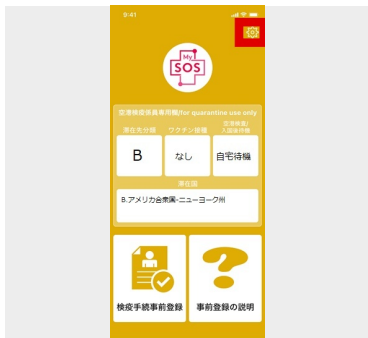 9:41
My
SOS
空港検疫係員専用欄/for quarantine use only
滞在先分類 ワクチン接種 空港検査/
入国後待機
B なし 自宅待機
滞在国
B.アメリカ合衆国-ニューヨーク州
検疫手続事前登録 事前登録の説明